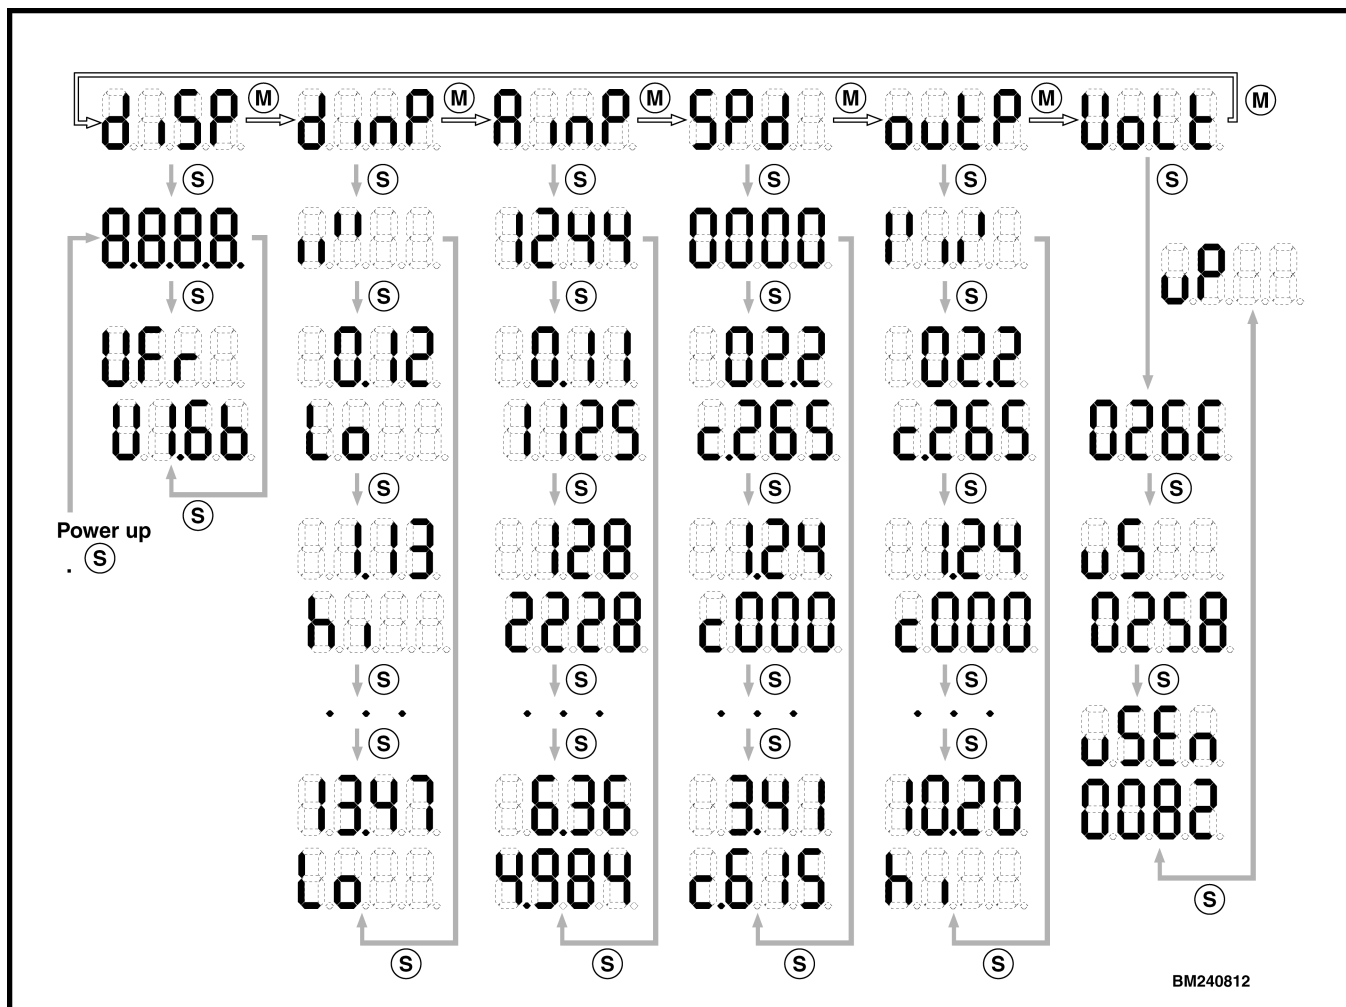 diSP M dinP M AinP M SPd M outP M VoLt M
S S S S S S
8.8.8.8. 1244 0000
uP
S S S S S
UFr 0.12 0.11 02.2 02.2
U1.6b Lo 1125 c.265 c.265 026E
S S S S S S
Power up
S
1.13 128 1.24 1.24 uS
hi 2228 c000 c000 0258
S S S S S
. . . . . . . . . . . .
S S S S
13.47 6.36 3.41 10.20 uSEn
Lo 4.984 c.615 hi 0082
S
S S S S
BM240812